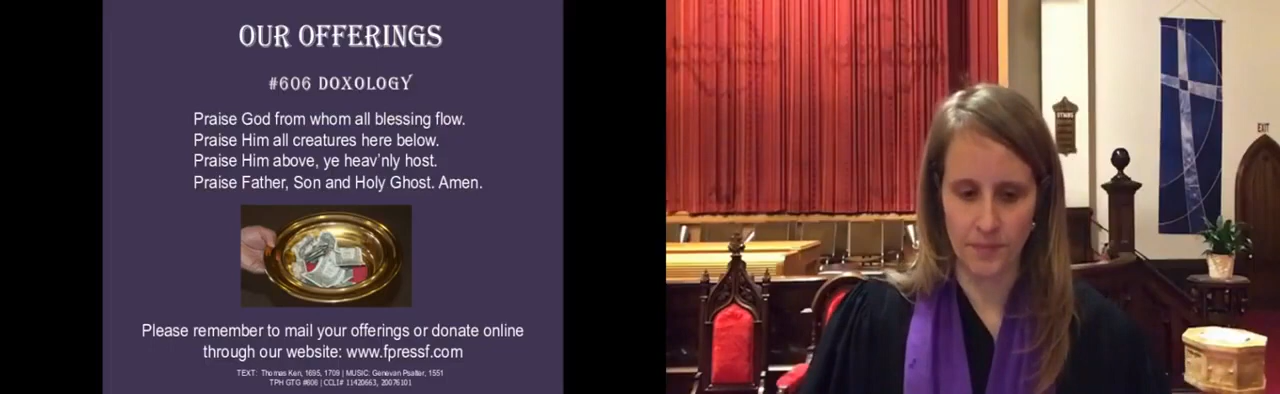 OUR OFFERINGS
#606 DOXOLOGY
Praise God from whom all blessing flow.
Praise Him all creatures here below.
Praise Him above, ye heav'nly host.
Praise Father, Son and Holy Ghost. Amen.
Please remember to mail your offerings or donate online
through our website: www.fpressf.com
TEXT: Thomas Ken, 1695, 1709 | MUSIC: Genevan Psalter, 1551
TPH GTG #606 | CCLI# 11420663, 20076101
HYMNS
EXIT